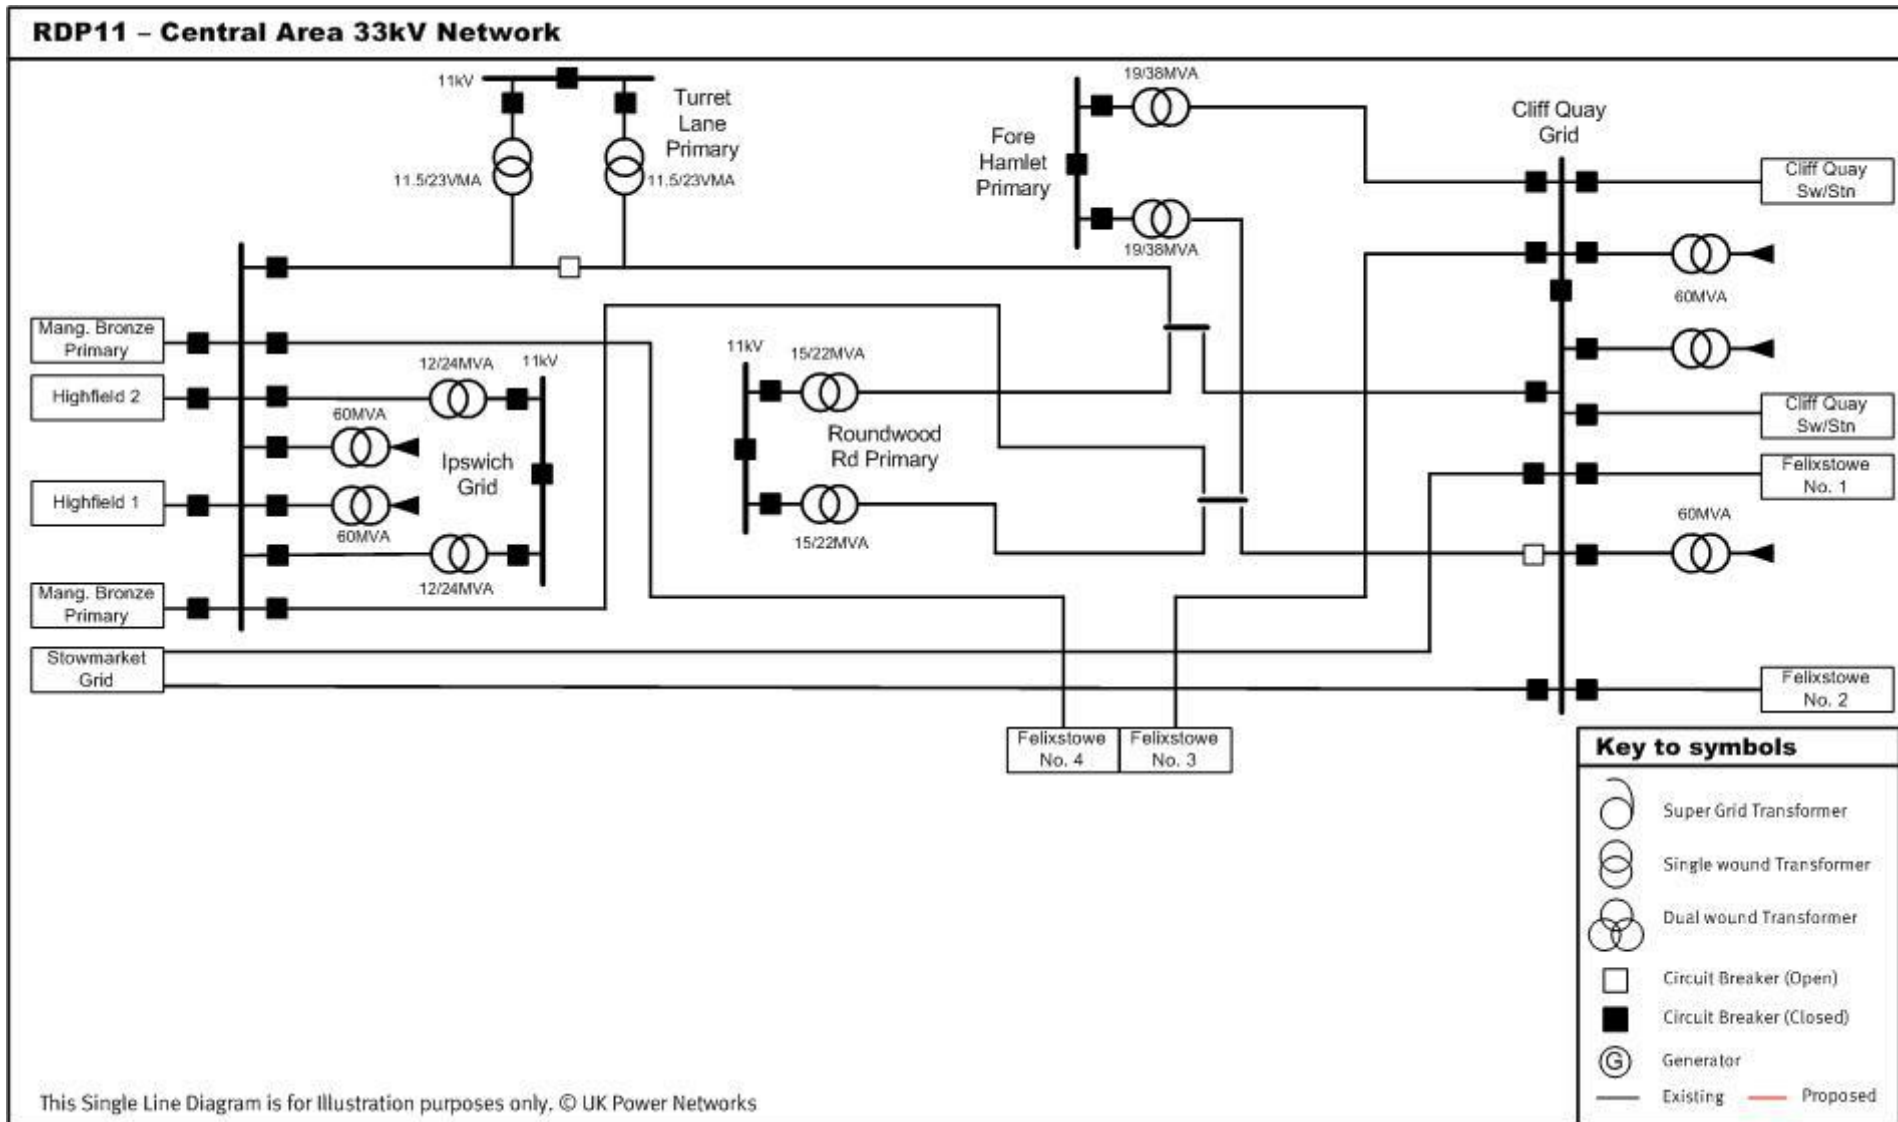 RDP11 – Central Area 33kV Network
11kV
Turret
Lane
Primary
11.5/23VMA
11.5/23VMA
19/38MVA
Fore
Hamlet
Primary
19/38MVA
Cliff Quay
Grid
Cliff Quay
Sw/Stn
60MVA
Cliff Quay
Sw/Stn
Felixstowe
No. 1
60MVA
Felixstowe
No. 2
Mang. Bronze
Primary
Highfield 2
Highfield 1
Mang. Bronze
Primary
Stowmarket
Grid
12/24MVA
11kV
60MVA
Ipswich
Grid
60MVA
12/24MVA
11kV
15/22MVA
Roundwood
Rd Primary
15/22MVA
Felixstowe
No. 4
Felixstowe
No. 3
Key to symbols
Super Grid Transformer
Single wound Transformer
Dual wound Transformer
Circuit Breaker (Open)
Circuit Breaker (Closed)
G Generator
Existing Proposed
This Single Line Diagram is for Illustration purposes only. © UK Power Networks